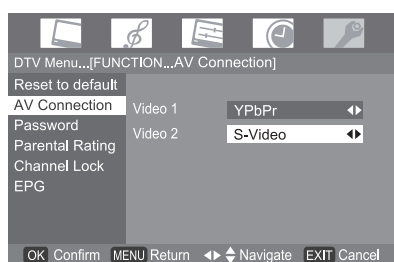 DTV Menu...[FUNCTION...AV Connection]
Reset to default
AV Connection
Password
Parental Rating
Channel Lock
EPG
Video 1 YPbPr
Video 2 S-Video
OK Confirm MENU Return Navigate EXIT Cancel